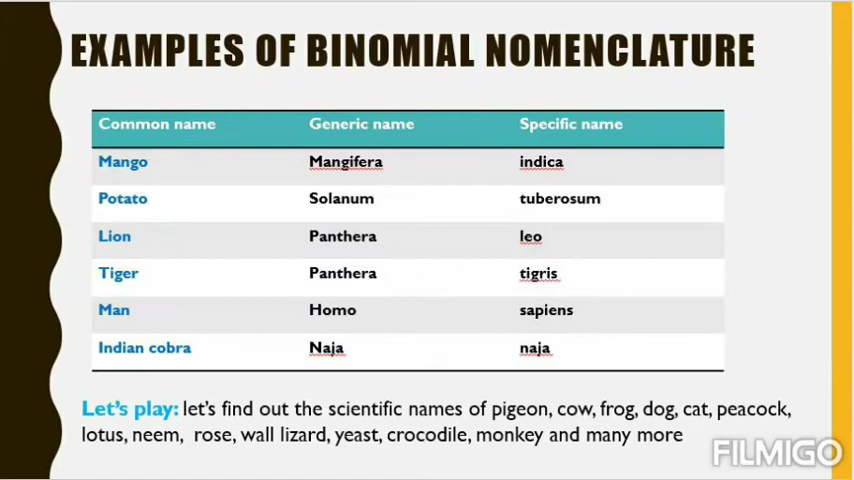 EXAMPLES OF BINOMIAL NOMENCLATURE
Common name Generic name Specific name
Mango Mangifera indica
Potato Solanum tuberosum
Lion Panthera leo
Tiger Panthera tigris
Man Homo sapiens
Indian cobra Naja naja
Let's play: let's find out the scientific names of pigeon, cow, frog, dog, cat, peacock,
lotus, neem, rose, wall lizard, yeast, crocodile, monkey and many more
FILMIGO